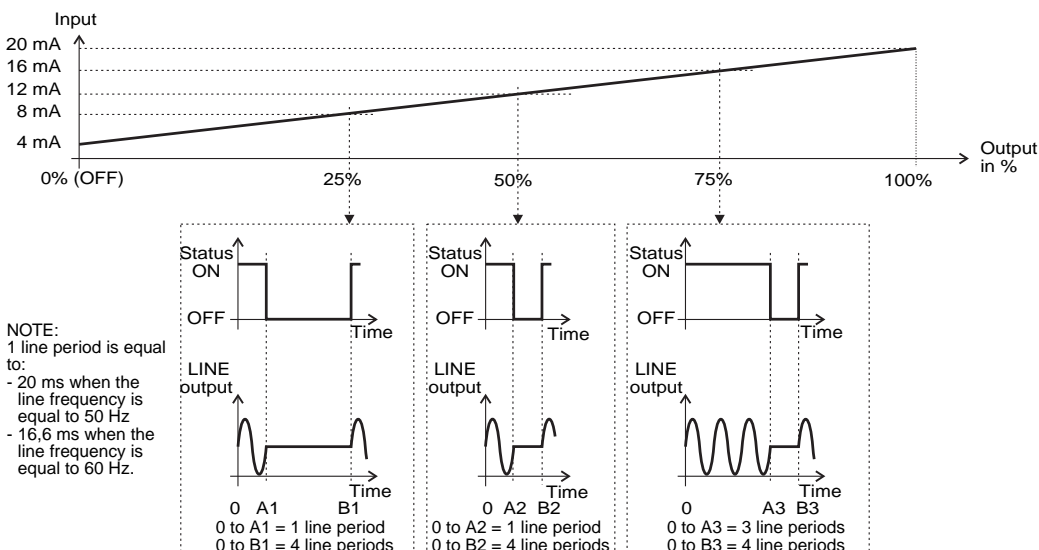 Input
20 mA
16 mA
12 mA
8 mA
4 mA
Output
in %
0% (OFF)
25%
50%
75%
100%
NOTE:
1 line period is equal
to:
- 20 ms when the
line frequency is
equal to 50 Hz
- 16,6 ms when the
line frequency is
equal to 60 Hz.
Status
ON
OFF
Time
LINE
output
Time
0 A1 B1
0 to A1 = 1 line period
0 to B1 = 4 line periods
Status
ON
OFF
Time
LINE
output
Time
0 A2 B2
0 to A2 = 1 line period
0 to B2 = 4 line periods
Status
ON
OFF
Time
LINE
output
Time
0 A3 B3
0 to A3 = 3 line periods
0 to B3 = 4 line periods